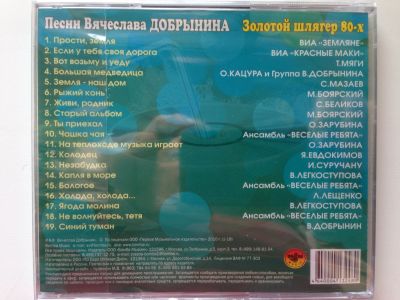 Песни Вячеслава ДОБРЫНИНА Золотой шлягер 80-х
1. Прости, земля ВИА «ЗЕМЛЯНЕ»
2. Если у тебя своя дорога ВИА «КРАСНЫЕ МАКИ»
3. Вот возьму и уеду Т.МЯГИ
4. Большая медведица О.КАЦУРА и Группа В.ДОБРЫНИНА
5. Земля - наш дом С.МАЗАЕВ
6. Рыжий конь М.БОЯРСКИЙ
7. Живи, родник С.БЕЛИКОВ
8. Старый альбом М.БОЯРСКИЙ
9. Ты приехал О.ЗАРУБИНА
10. Чашка чая Ансамбль «ВЕСЕЛЫЕ РЕБЯТА»
11. На теплоходе музыка играет О.ЗАРУБИНА
12. Колодец Я.ЕВДОКИМОВ
13. Незабудка И.СУРУЧАНУ
14. Капля в море В.ЛЕГКОСТУПОВА
15. Бологое Ансамбль «ВЕСЕЛЫЕ РЕБЯТА»
16. Холода, холода... Л.ЛЕЩЕНКО
17. Ягода малина В.ЛЕГКОСТУПОВА
18. Не волнуйтесь, тетя Ансамбль «ВЕСЕЛЫЕ РЕБЯТА»
19. Синий туман В.ДОБРЫНИН